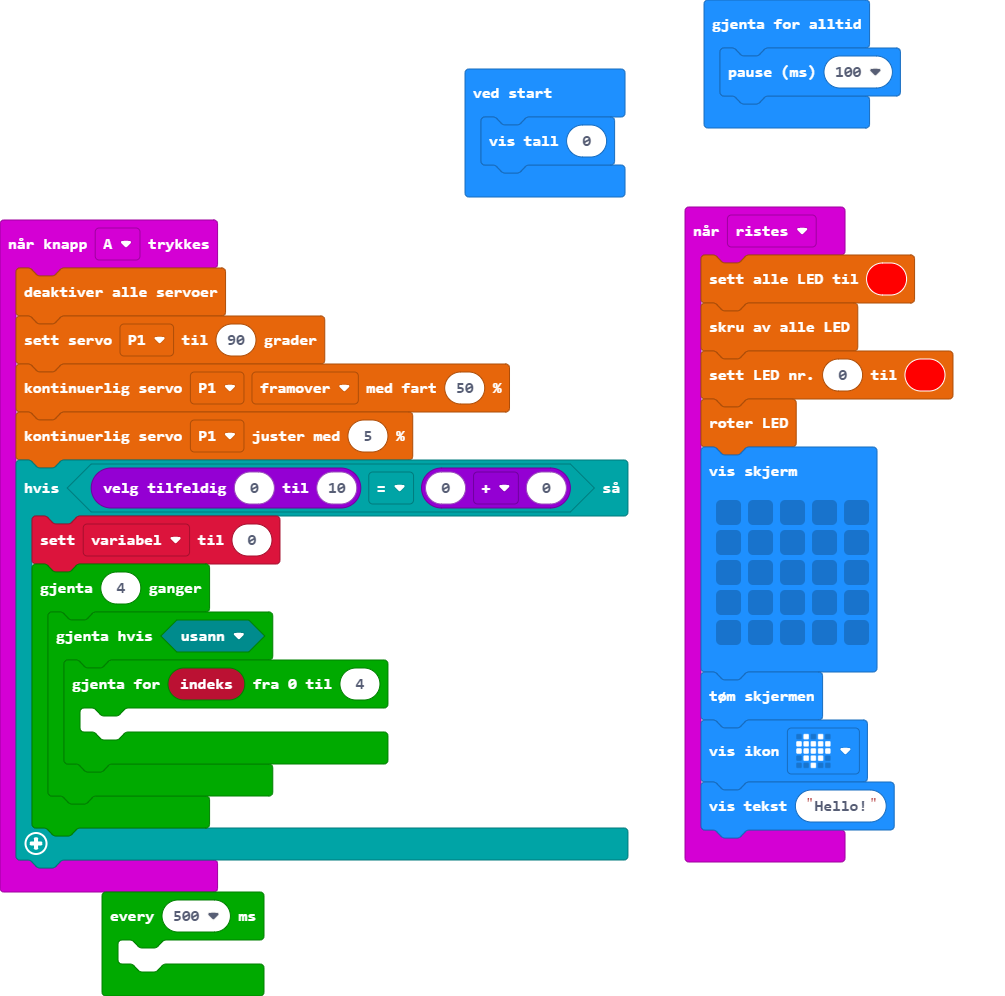 gjenta for alltid
pause (ms) 100
ved start
vis tall 0
når knapp A trykkes
deaktiver alle servoer
sett servo P1 til 90 grader
kontinuerlig servo P1 framover med fart 50 %
kontinuerlig servo P1 juster med 5 %
hvis velg tilfeldig 0 til 10 = 0 + 0 så
sett variabel til 0
gjenta 4 ganger
gjenta hvis usann
gjenta for indeks fra 0 til 4
every 500 ms
når ristes
sett alle LED til
skru av alle LED
sett LED nr. 0 til
roter LED
vis skjerm
tøm skjermen
vis ikon
vis tekst "Hello!"